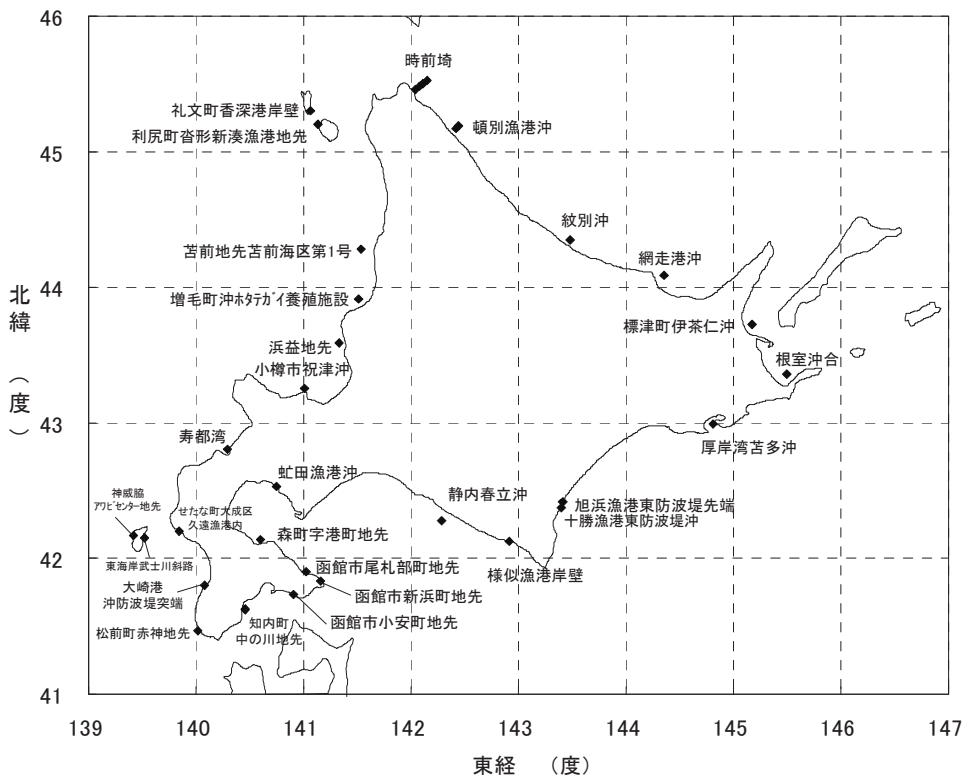 46
時前埼
礼文町香深港岸壁
利尻町沓形新湊漁港地先
頓別漁港沖
45
紋別沖
苫前地先苫前海区第1号
網走港沖
44
増毛町沖ホタテガイ養殖施設
標津町伊茶仁沖
浜益地先
小樽市祝津沖
根室沖合
43
寿都湾
厚岸湾苫多沖
虻田漁港沖
静内春立沖
神威脇
アワビセンター地先
せたな町大成区
久遠漁港内
旭浜漁港東防波堤先端
十勝漁港東防波堤沖
森町字港町地先
42
東海岸武士川斜路
様似漁港岸壁
函館市尾札部町地先
大崎港
沖防波堤突端
函館市新浜町地先
知内町
中の川地先
函館市小安町地先
松前町赤神地先
41
139
140
141
142
143
144
145
146
147
北緯 (度)
東経 (度)